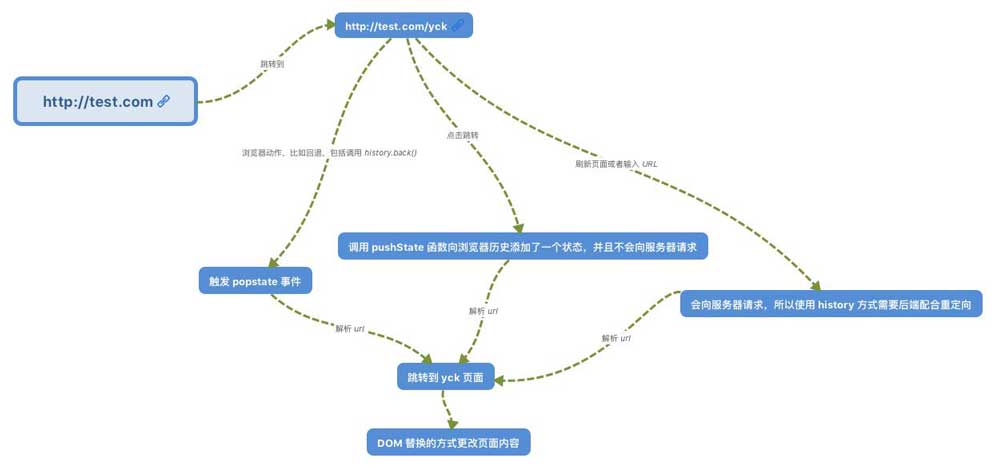 http://test.com/yck
跳转到
http://test.com
点击跳转
浏览器动作，比如回退，包括调用 history.back()
刷新页面或者输入 URL
调用 pushState 函数向浏览器历史添加了一个状态，并且不会向服务器请求
触发 popstate 事件
会向服务器请求，所以使用 history 方式需要后端配合重定向
解析 url
解析 url
解析 url
跳转到 yck 页面
DOM 替换的方式更改页面内容